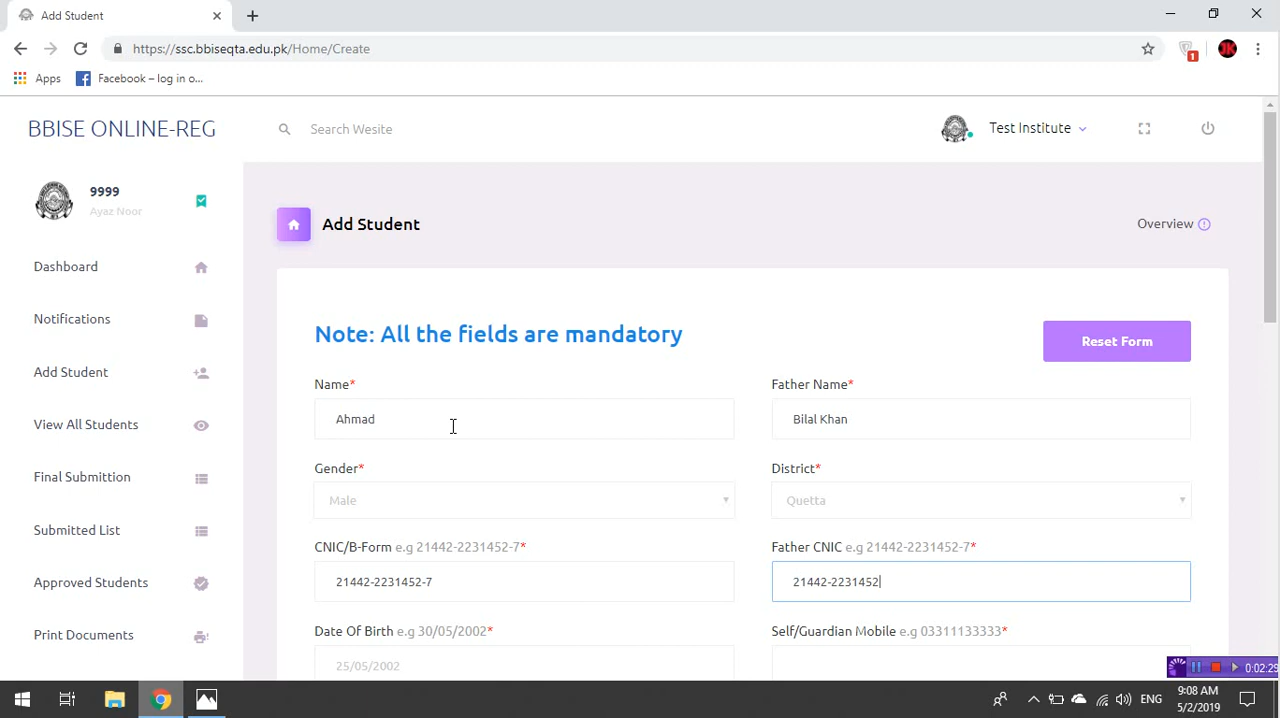 Add Student
https://ssc.bbiseqta.edu.pk/Home/Create
1
JK
Apps
Facebook – log in o...
BBISE ONLINE-REG
Search Wesite
Test Institute
9999
Ayaz Noor
Add Student
Overview
Dashboard
Notifications
Add Student
View All Students
Final Submittion
Submitted List
Approved Students
Print Documents
Note: All the fields are mandatory
Reset Form
Name*
Father Name*
Ahmad
Bilal Khan
Gender*
District*
Male
Quetta
CNIC/B-Form e.g 21442-2231452-7*
Father CNIC e.g 21442-2231452-7*
21442-2231452-7
21442-2231452
Date Of Birth e.g 30/05/2002*
Self/Guardian Mobile e.g 03311133333*
25/05/2002
0:02:29
ENG
9:08 AM
5/2/2019